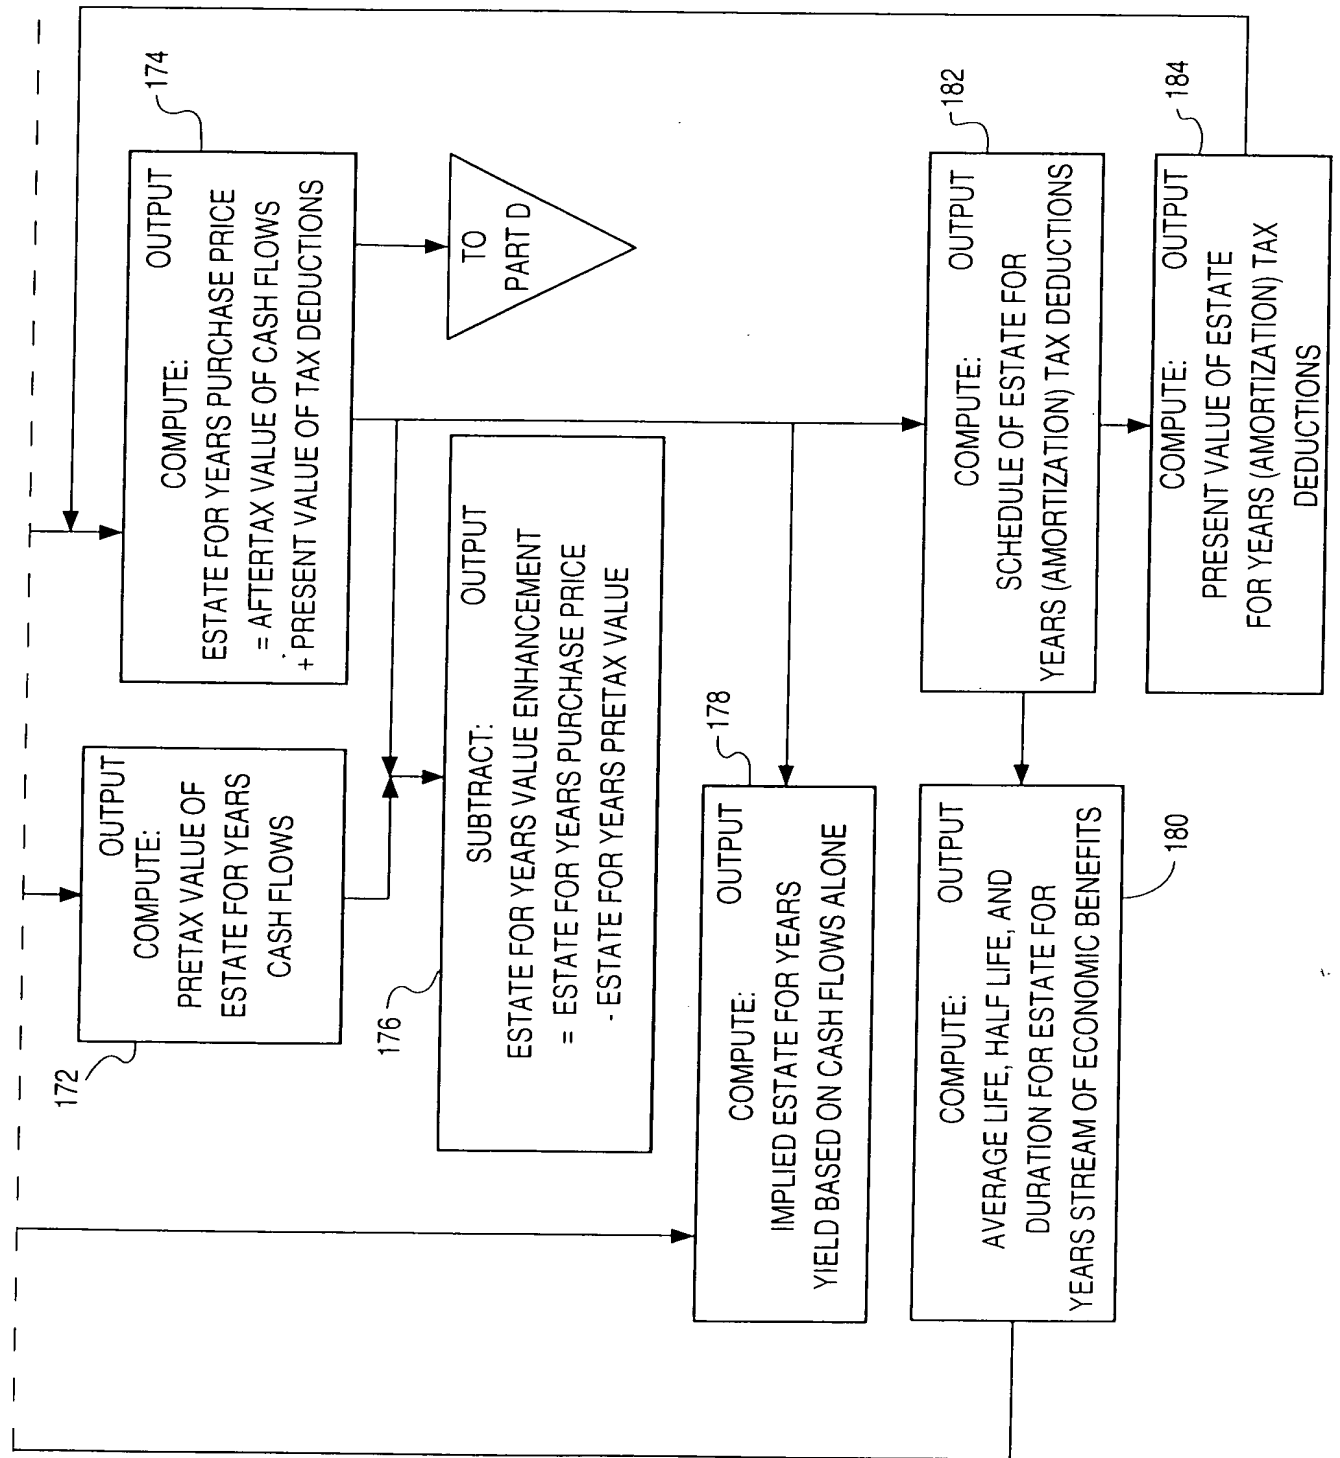 172
OUTPUT
COMPUTE:
PRETAX VALUE OF
ESTATE FOR YEARS
CASH FLOWS
174
COMPUTE: OUTPUT
ESTATE FOR YEARS PURCHASE PRICE
= AFTERTAX VALUE OF CASH FLOWS
+ PRESENT VALUE OF TAX DEDUCTIONS
TO
PART D
176
SUBTRACT: OUTPUT
ESTATE FOR YEARS VALUE ENHANCEMENT
= ESTATE FOR YEARS PURCHASE PRICE
- ESTATE FOR YEARS PRETAX VALUE
178
COMPUTE: OUTPUT
IMPLIED ESTATE FOR YEARS
YIELD BASED ON CASH FLOWS ALONE
180
COMPUTE: OUTPUT
AVERAGE LIFE, HALF LIFE, AND
DURATION FOR ESTATE FOR
YEARS STREAM OF ECONOMIC BENEFITS
182
COMPUTE: OUTPUT
SCHEDULE OF ESTATE FOR
YEARS (AMORTIZATION) TAX DEDUCTIONS
184
COMPUTE: OUTPUT
PRESENT VALUE OF ESTATE
FOR YEARS (AMORTIZATION) TAX
DEDUCTIONS